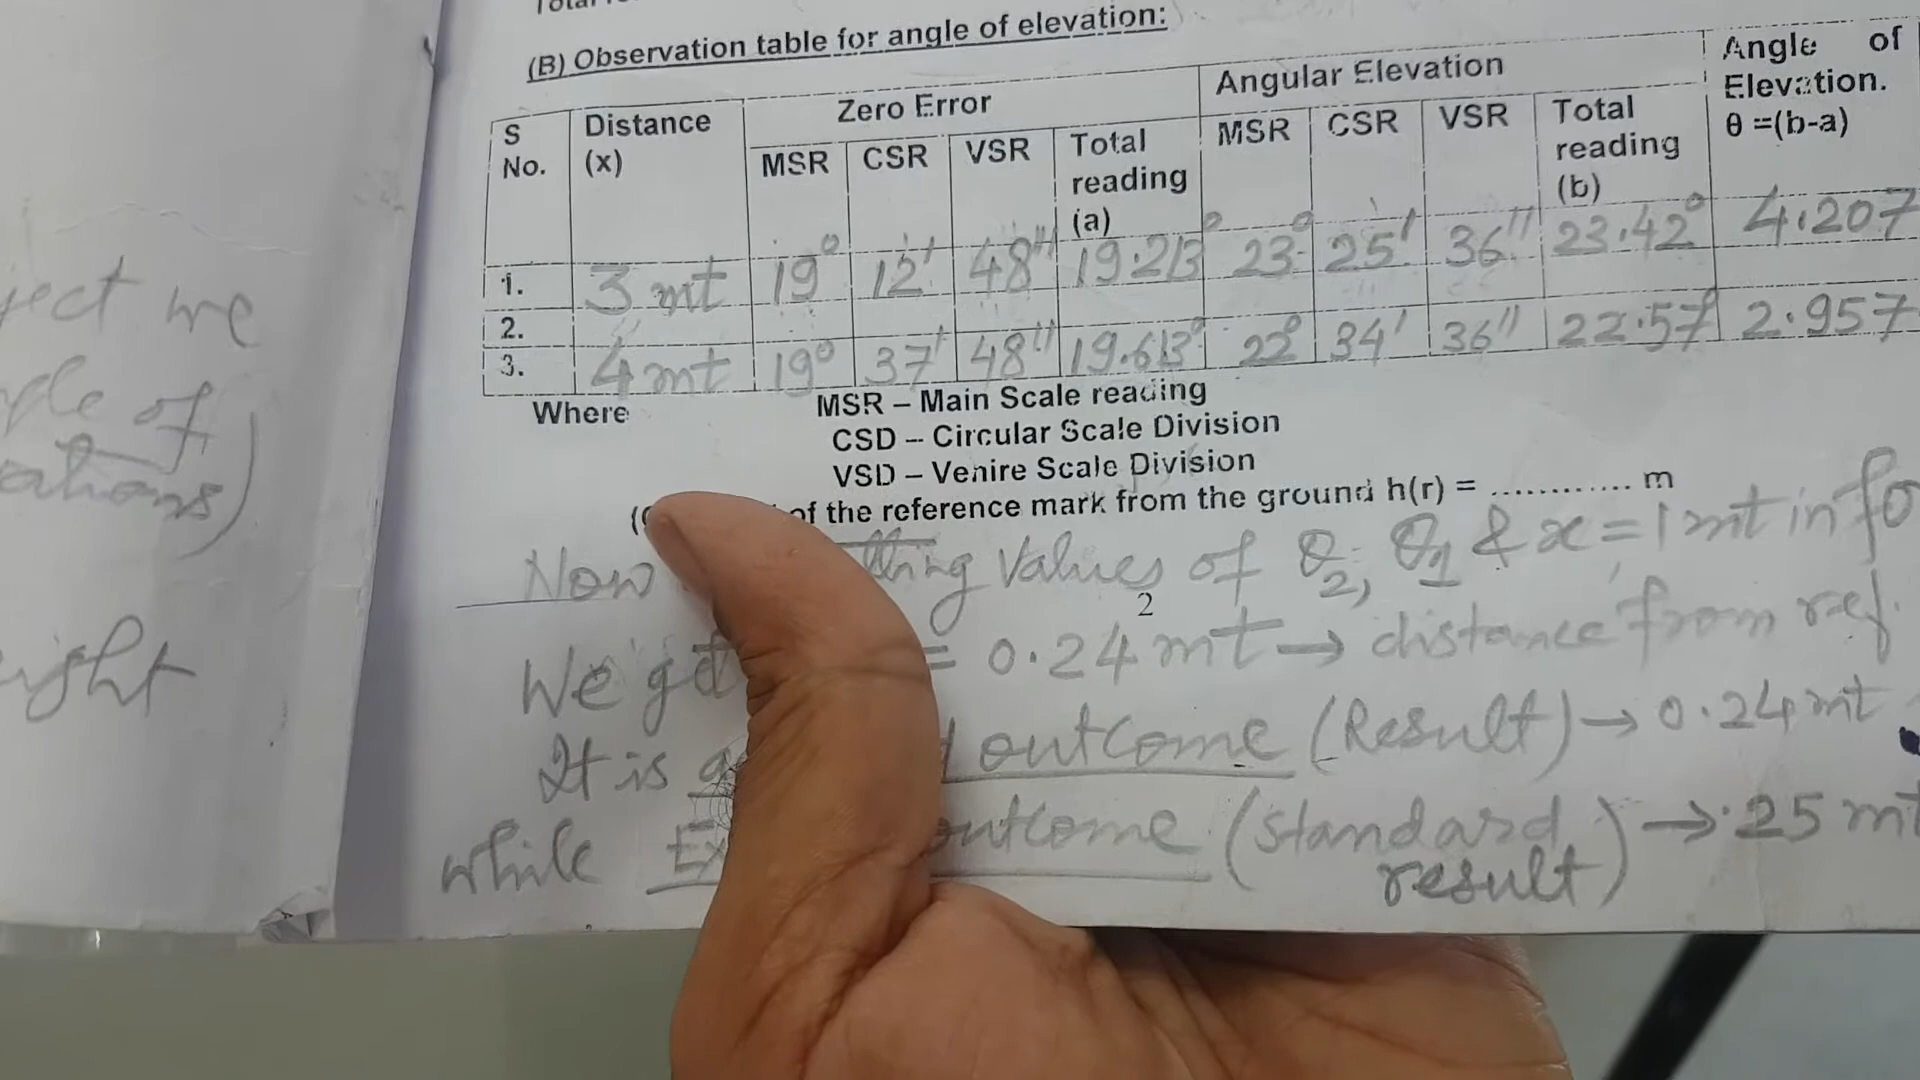 (B) Observation table for angle of elevation:
S No. Distance (x) Zero Error Angular Elevation Angle of Elevation. θ =(b-a)
MSR CSR VSR Total reading (a) MSR CSR VSR Total reading (b)
1. 3 mt 19° 12' 48" 19.213° 23° 25' 36" 23.42° 4.207
2.
3. 4 mt 19° 37' 48" 19.613° 22° 34' 36" 22.57° 2.957
Where MSR – Main Scale reading
CSD – Circular Scale Division
VSD – Venire Scale Division
of the reference mark from the ground h(r) = ............ m
Now values of θ2, θ1 & x = 1 mt in
2
We get = 0.24 mt → distance from ref.
It is outcome (Result) → 0.24 mt
while outcome (standard result) → .25 mt
ject me
of
ight